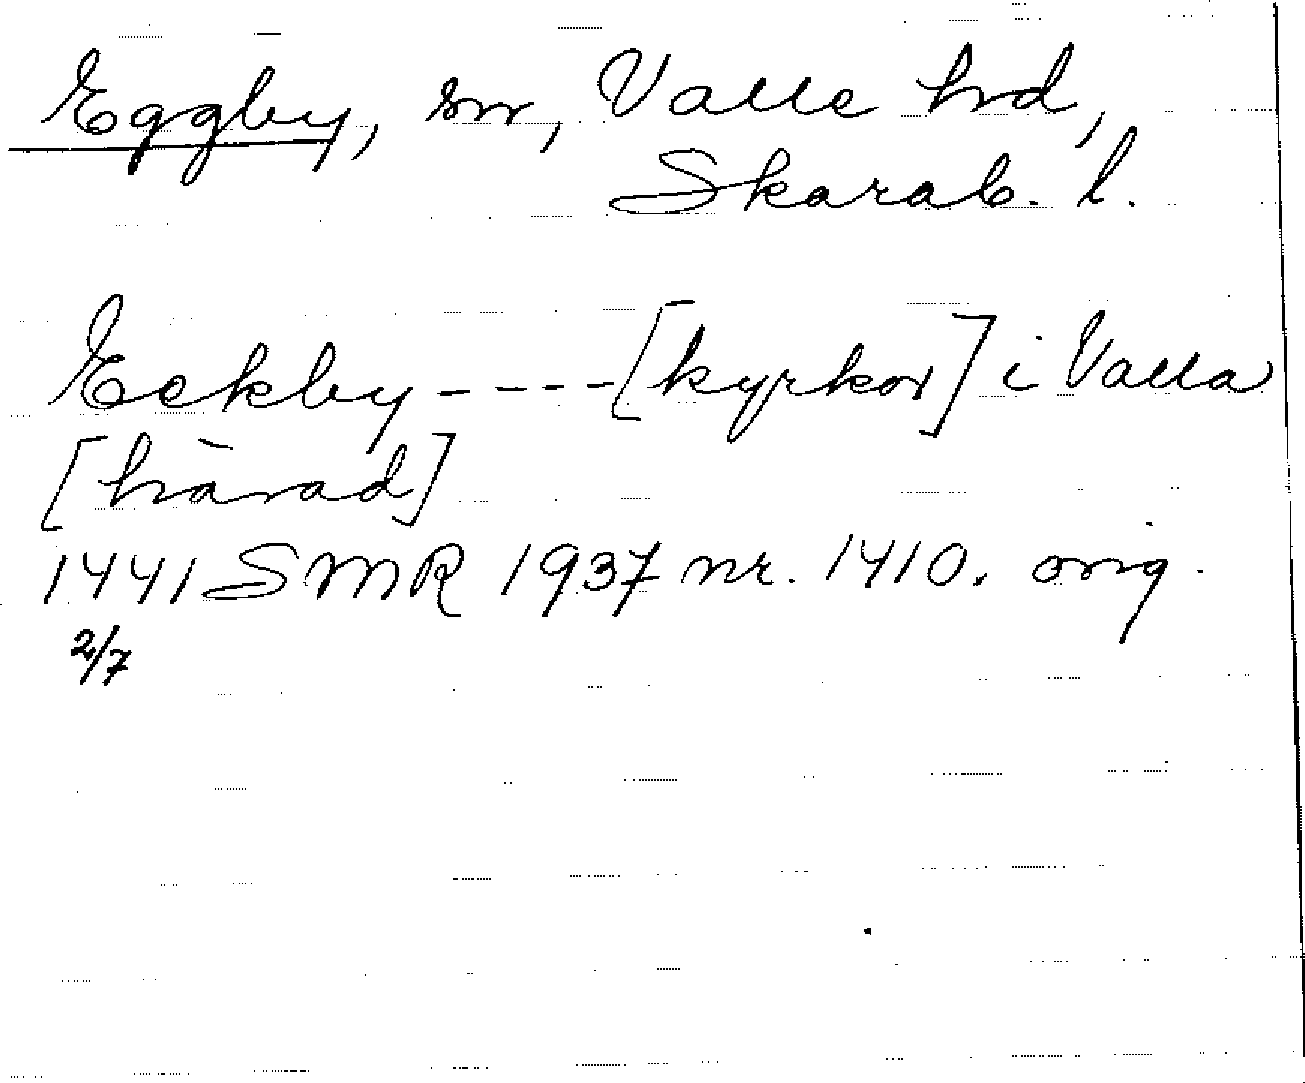 Eggby, sn, Valle hd,
Skarab. l.
Eekby ---- [kyrkor] i Valla
[härad]
1441 SMR 1937 nr. 1410. orig.
2/7